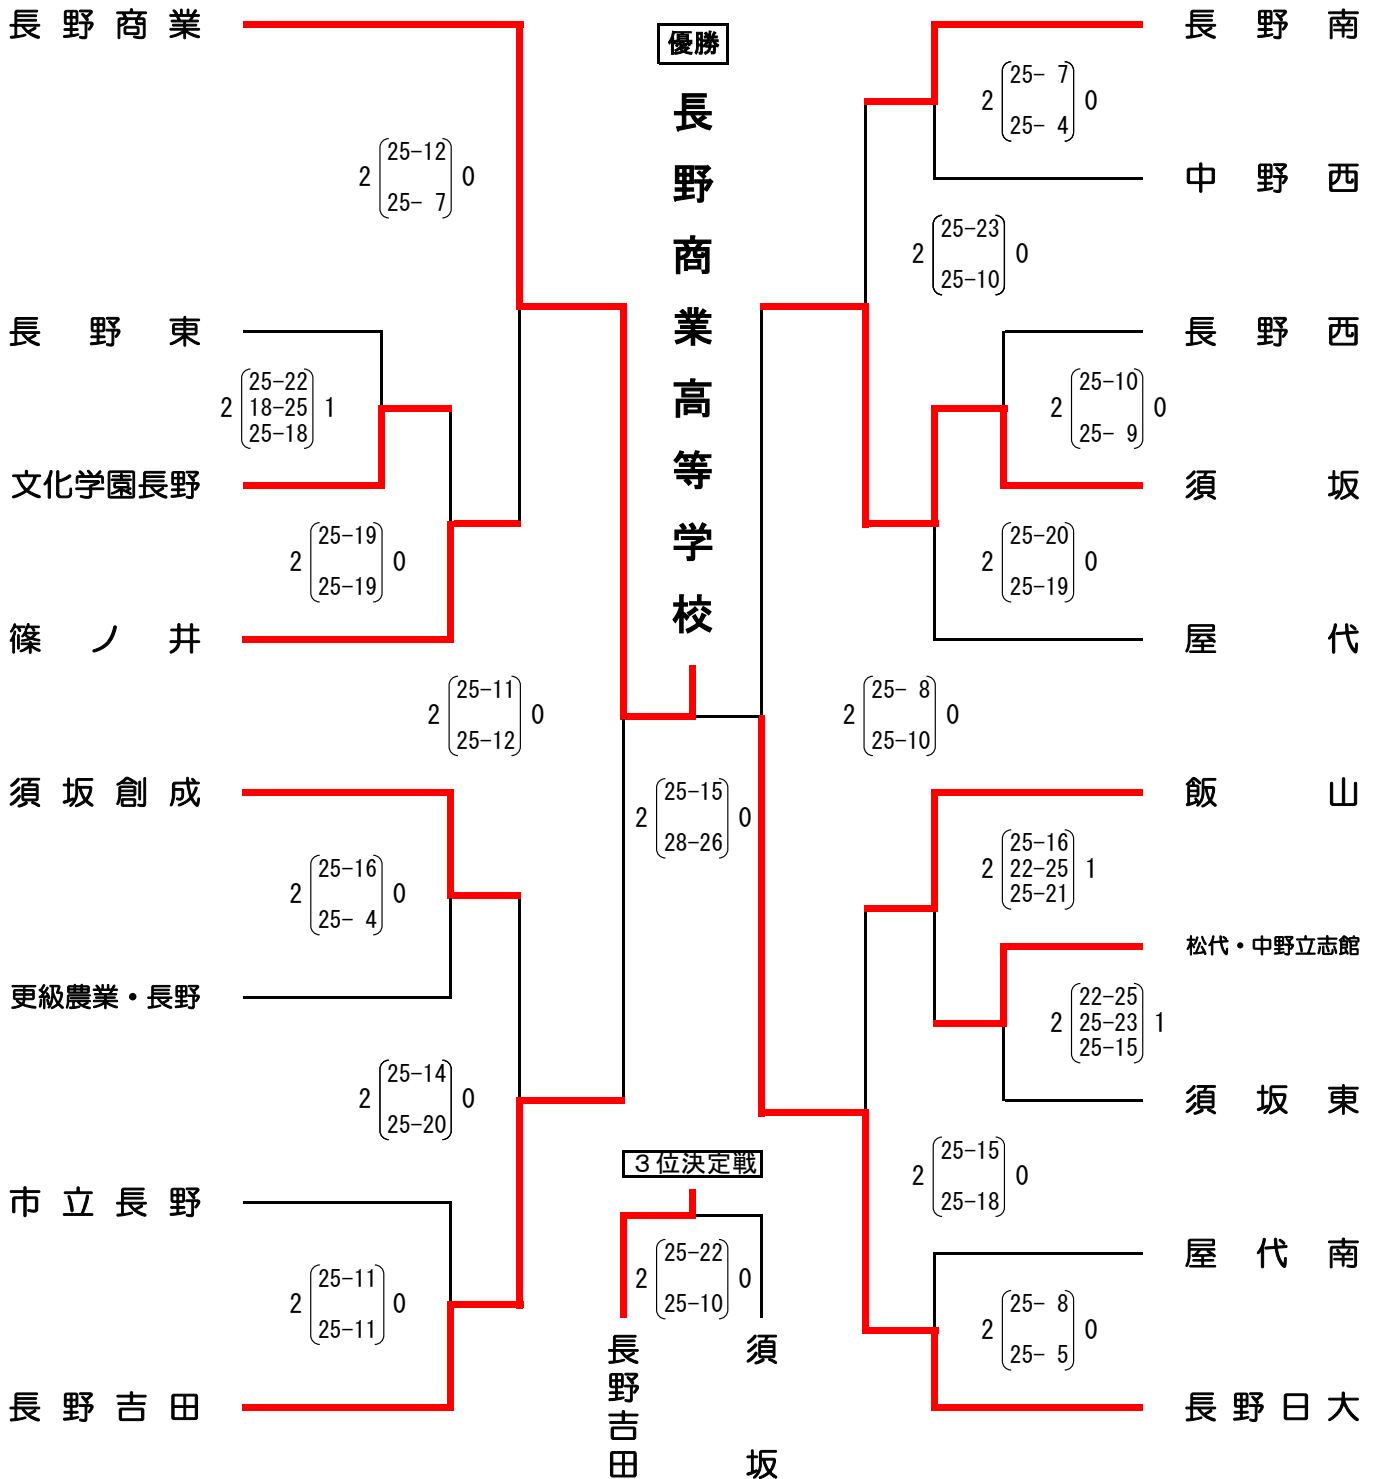 長野商業
2 25-12 0
25- 7
長野東
2 25-22 1
18-25
25-18
文化学園長野
2 25-19 0
25-19
篠ノ井
2 25-11 0
25-12
須坂創成
2 25-16 0
25- 4
更級農業・長野
2 25-14 0
25-20
市立長野
2 25-11 0
25-11
長野吉田
優勝
長野商業高等学校
2 25-15 0
28-26
3位決定戦
2 25-22 0
25-10
長野吉田
須坂
長野南
2 25- 7 0
25- 4
中野西
2 25-23 0
25-10
長野西
2 25-10 0
25- 9
須坂
2 25-20 0
25-19
屋代
2 25- 8 0
25-10
飯山
2 25-16 1
22-25
25-21
松代・中野立志館
2 22-25 1
25-23
25-15
須坂東
2 25-15 0
25-18
屋代南
2 25- 8 0
25- 5
長野日大